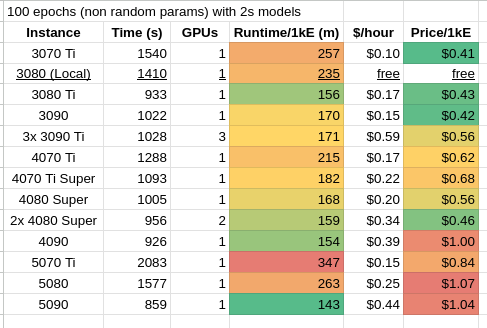 100 epochs (non random params) with 2s models
Instance Time (s) GPUs Runtime/1kE (m) $/hour Price/1kE
3070 Ti 1540 1 257 $0.10 $0.41
3080 (Local) 1410 1 235 free free
3080 Ti 933 1 156 $0.17 $0.43
3090 1022 1 170 $0.15 $0.42
3x 3090 Ti 1028 3 171 $0.59 $0.56
4070 Ti 1288 1 215 $0.17 $0.62
4070 Ti Super 1093 1 182 $0.22 $0.68
4080 Super 1005 1 168 $0.20 $0.56
2x 4080 Super 956 2 159 $0.34 $0.46
4090 926 1 154 $0.39 $1.00
5070 Ti 2083 1 347 $0.15 $0.84
5080 1577 1 263 $0.25 $1.07
5090 859 1 143 $0.44 $1.04